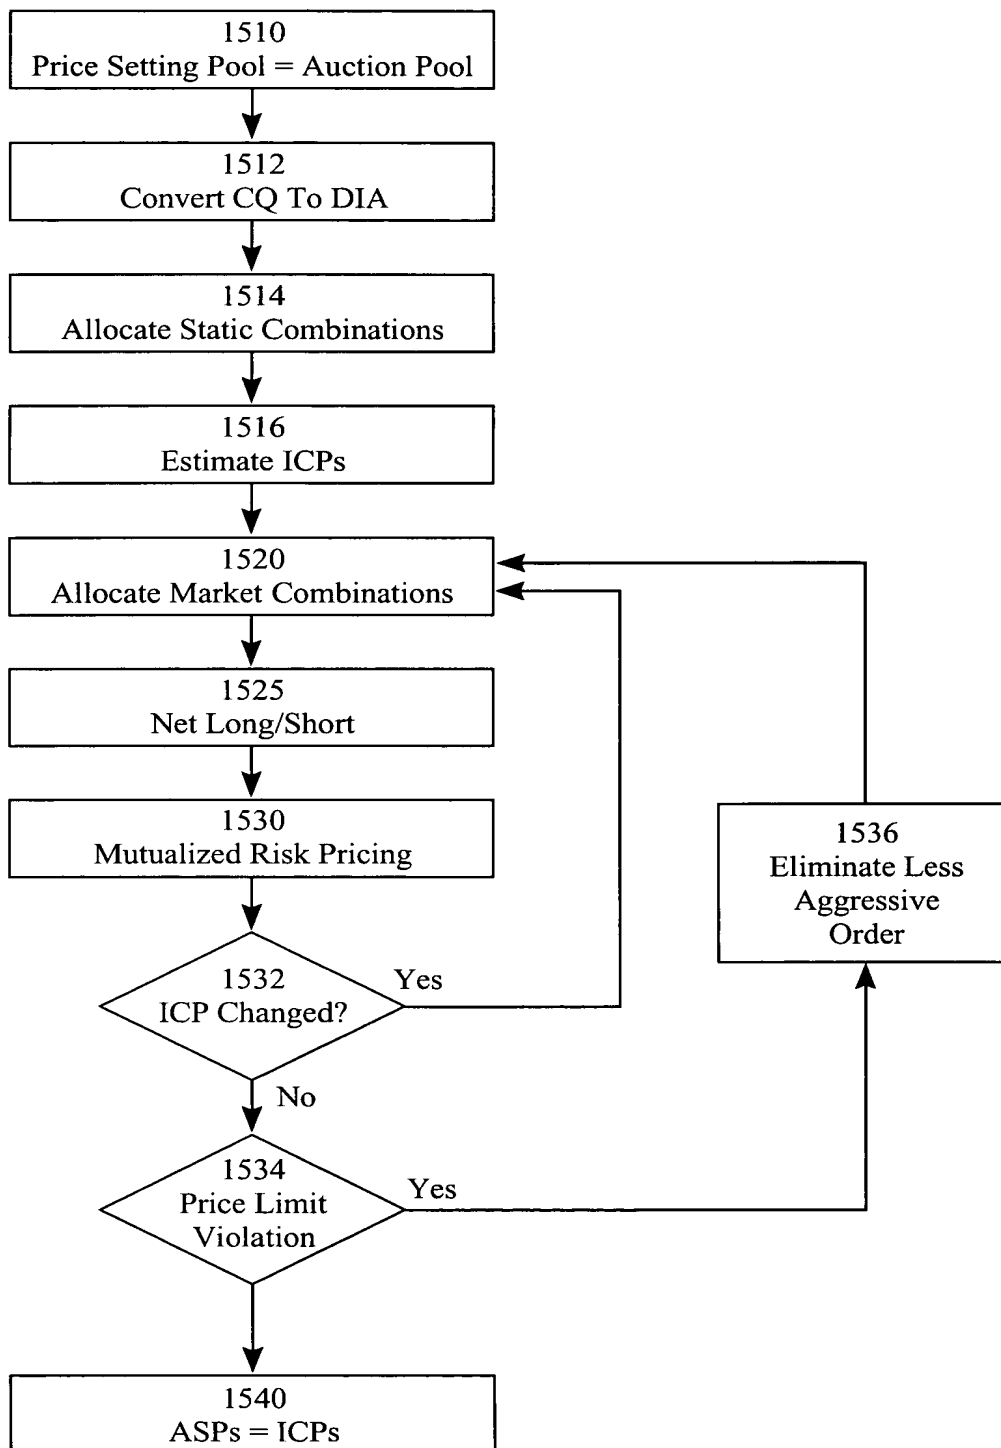 1510
Price Setting Pool = Auction Pool
1512
Convert CQ To DIA
1514
Allocate Static Combinations
1516
Estimate ICPs
1520
Allocate Market Combinations
1525
Net Long/Short
1530
Mutualized Risk Pricing
1532
ICP Changed?
Yes
No
1534
Price Limit
Violation
Yes
1536
Eliminate Less
Aggressive
Order
1540
ASPs = ICPs